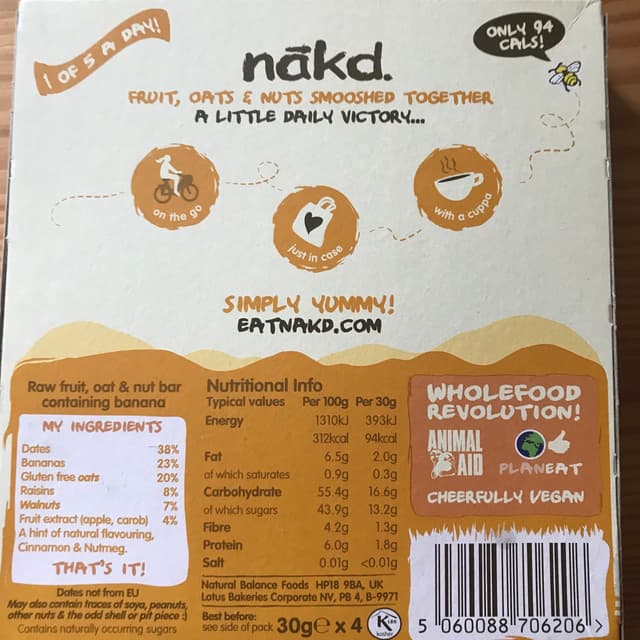 1 OF 5 A DAY!
ONLY 94
CALS!
nākd.
FRUIT, OATS & NUTS SMOOSHED TOGETHER
A LITTLE DAILY VICTORY...
on the go
just in case
with a cuppa
SIMPLY YUMMY!
EATNAKD.COM
Raw fruit, oat & nut bar
containing banana
MY INGREDIENTS
Dates 38%
Bananas 23%
Gluten free oats 20%
Raisins 8%
Walnuts 7%
Fruit extract (apple, carob) 4%
A hint of natural flavouring,
Cinnamon & Nutmeg.
THAT'S IT!
Dates not from EU
May also contain traces of soya, peanuts,
other nuts & the odd shell or pit piece :)
Contains naturally occurring sugars
Nutritional Info
Typical values Per 100g Per 30g
Energy 1310kJ 393kJ
312kcal 94kcal
Fat 6.5g 2.0g
of which saturates 0.9g 0.3g
Carbohydrate 55.4g 16.6g
of which sugars 43.9g 13.2g
Fibre 4.2g 1.3g
Protein 6.0g 1.8g
Salt 0.01g <0.01g
Natural Balance Foods HP18 9BA, UK
Lotus Bakeries Corporate NV, PB 4, B-9971
Best before:
see side of pack 30g℮ x 4
KLBD
kosher
WHOLEFOOD
REVOLUTION!
ANIMAL
AID
PLANEAT
CHEERFULLY VEGAN
5 060088 706206 >